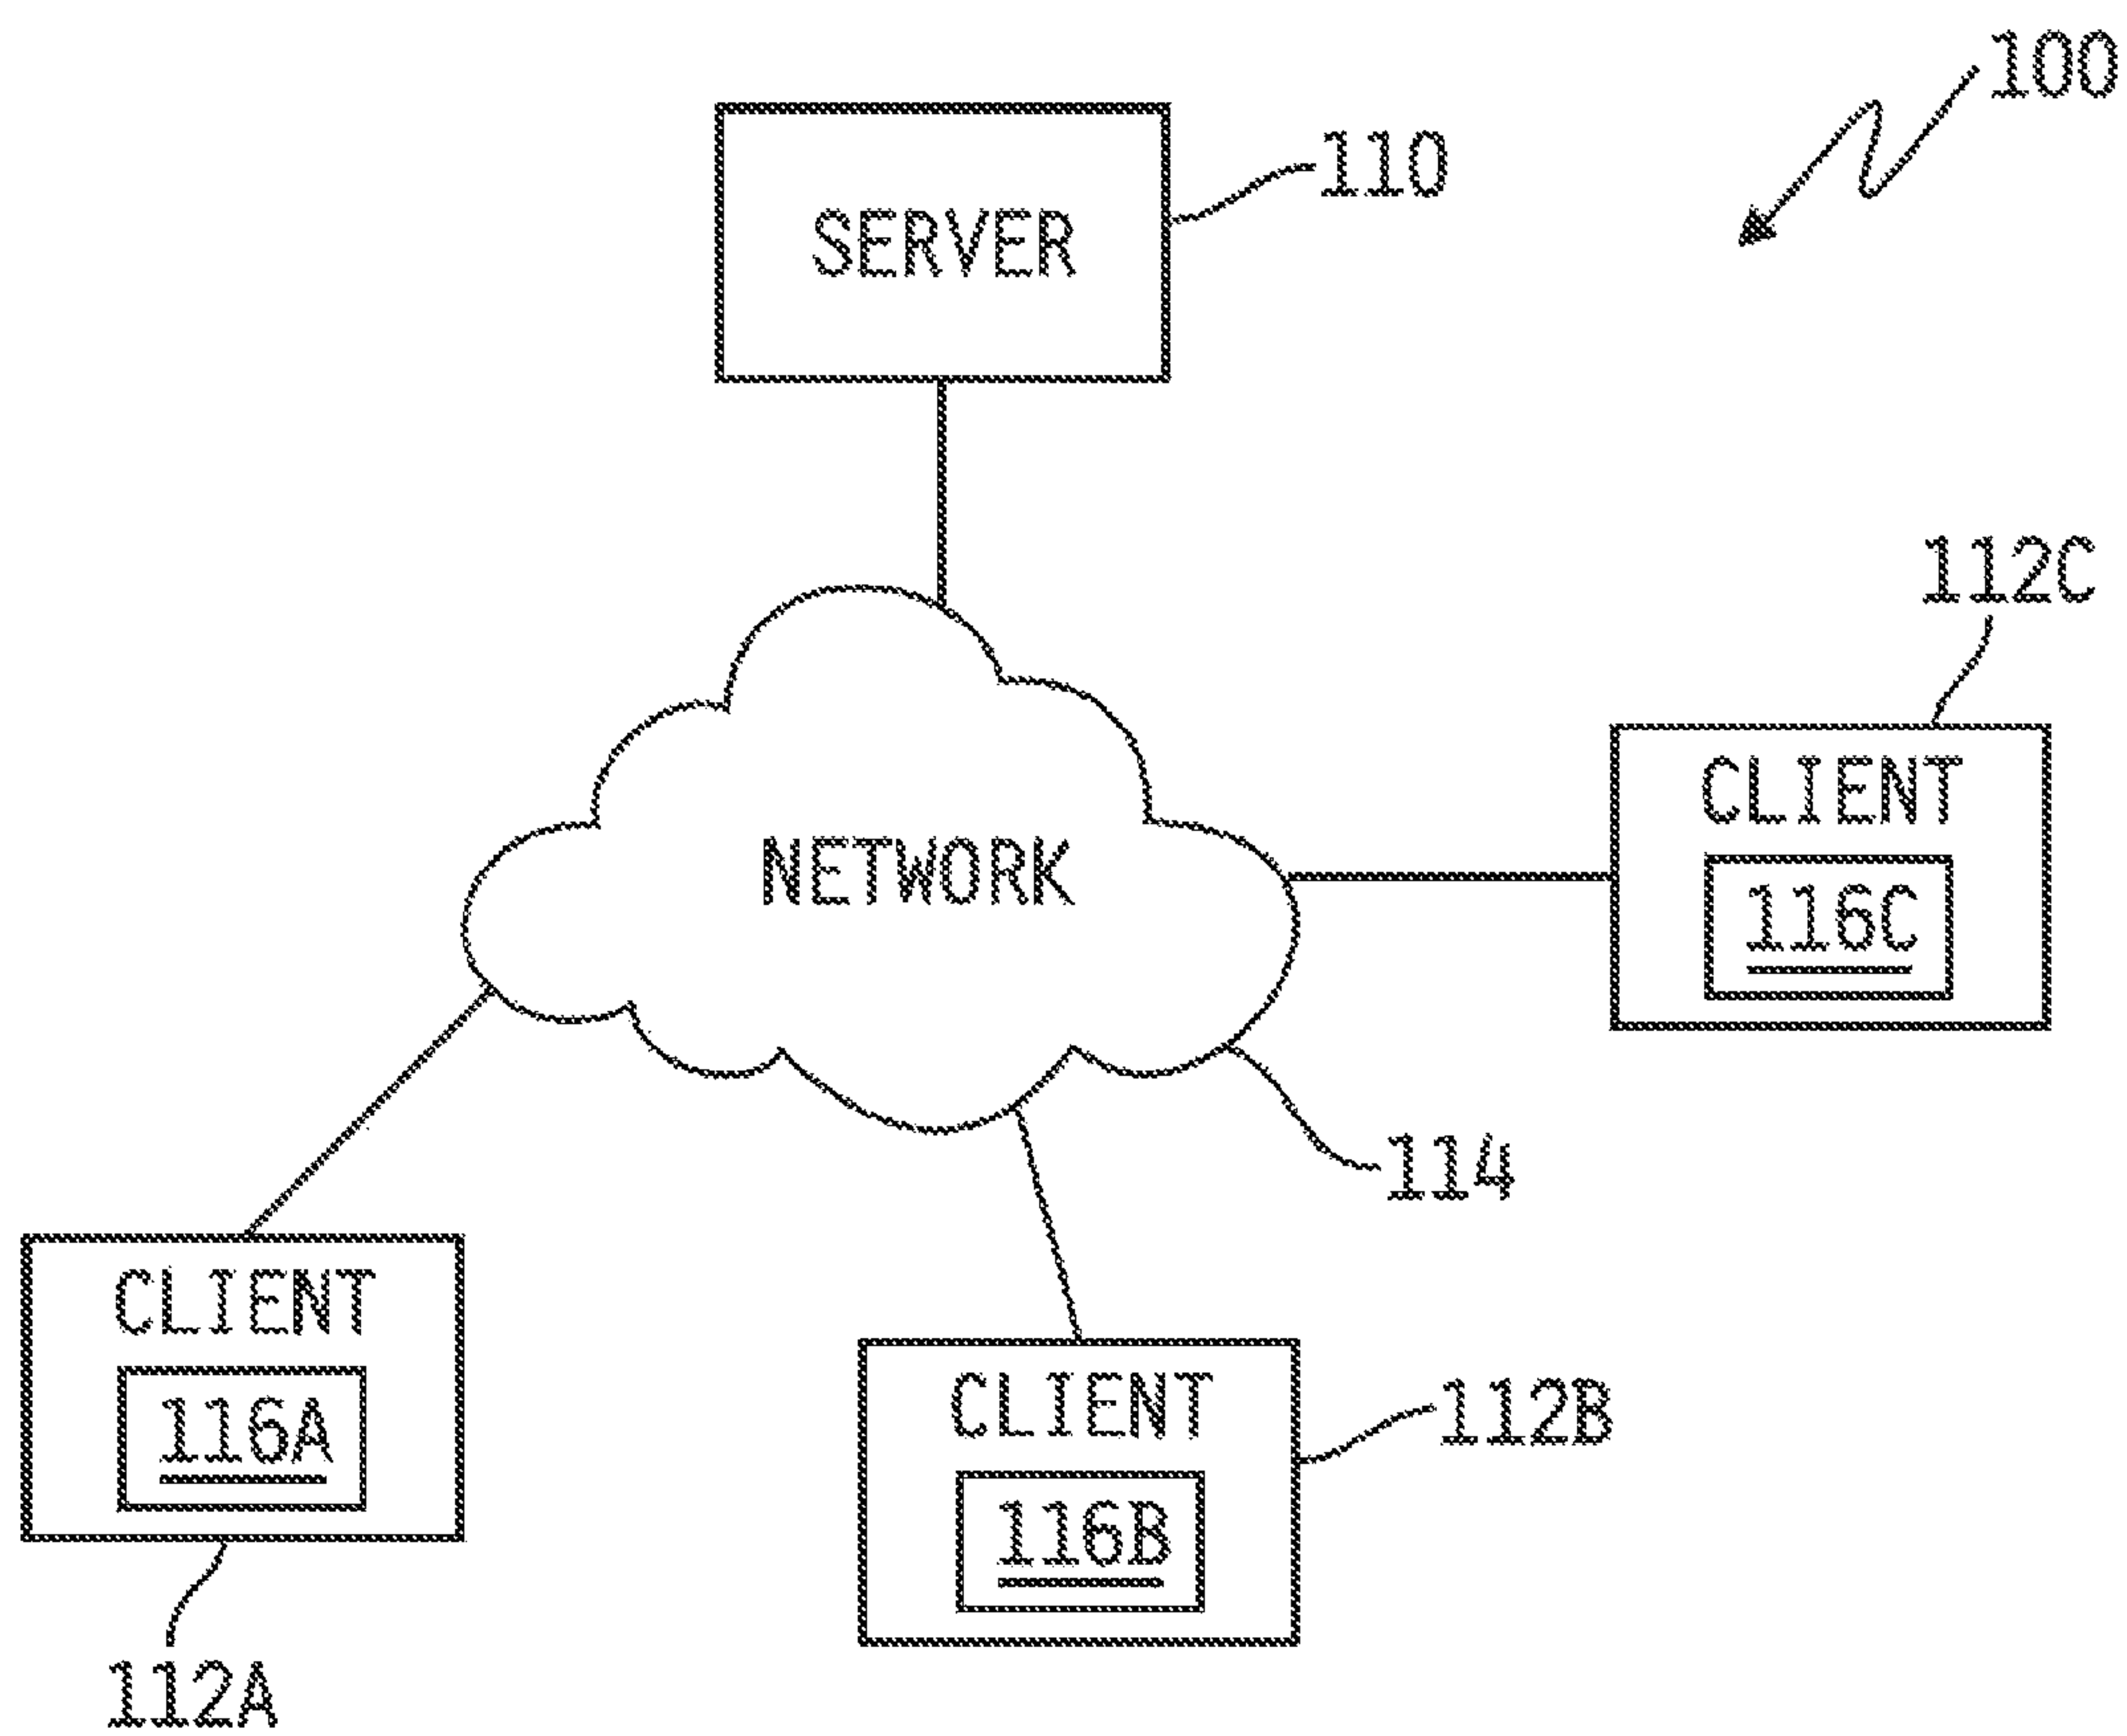 100
110
SERVER
112C
CLIENT
116C
NETWORK
114
CLIENT
116A
112A
CLIENT
116B
112B